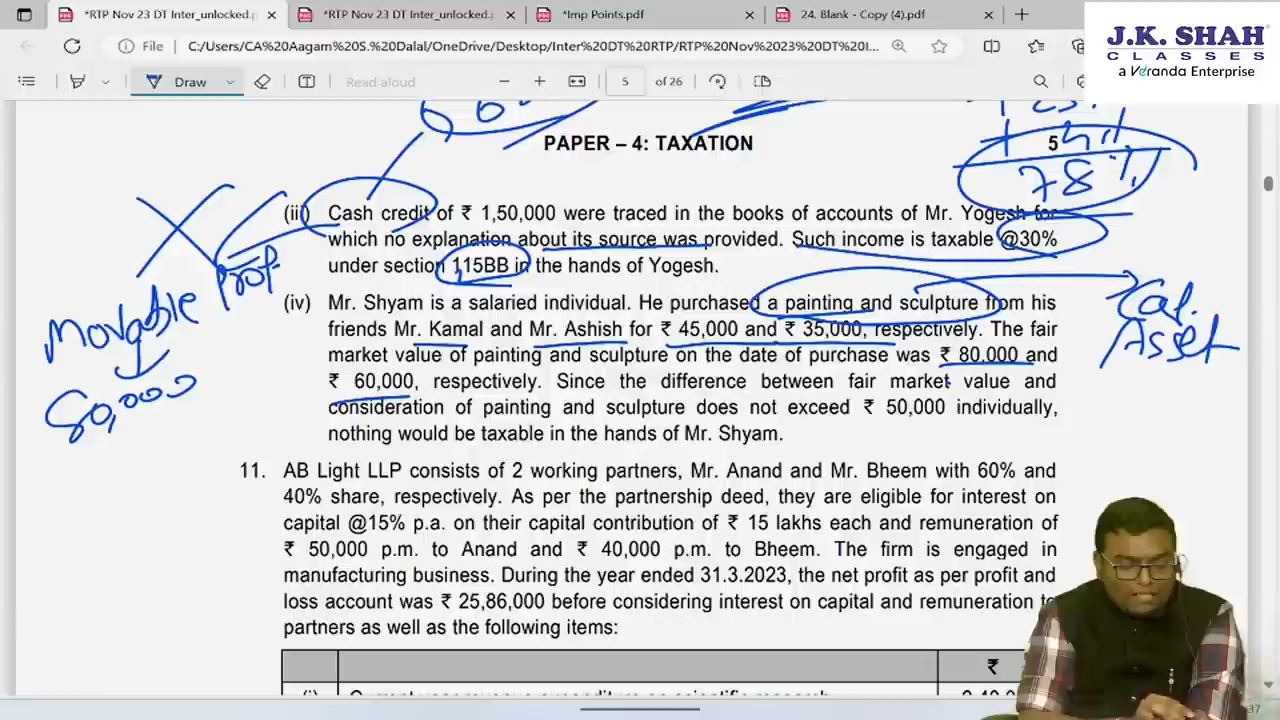 *RTP Nov 23 DT Inter_unlocked.p
*RTP Nov 23 DT Inter_unlocked.p
*Imp Points.pdf
24. Blank - Copy (4).pdf
J.K. SHAH
CLASSES
a Veranda Enterprise
File
C:/Users/CA%20Aagam%20S.%20Dalal/OneDrive/Desktop/Inter%20DT%20RTP/RTP%20Nov%202023%20DT%20I...
Draw
Read aloud
5
of 26
PAPER – 4: TAXATION
5
78%
(iii) Cash credit of ₹ 1,50,000 were traced in the books of accounts of Mr. Yogesh for
which no explanation about its source was provided. Such income is taxable @30%
under section 115BB in the hands of Yogesh.
Movable Prof
80,000
(iv) Mr. Shyam is a salaried individual. He purchased a painting and sculpture from his
friends Mr. Kamal and Mr. Ashish for ₹ 45,000 and ₹ 35,000, respectively. The fair
market value of painting and sculpture on the date of purchase was ₹ 80,000 and
₹ 60,000, respectively. Since the difference between fair market value and
consideration of painting and sculpture does not exceed ₹ 50,000 individually,
nothing would be taxable in the hands of Mr. Shyam.
Cal.
Asset
11. AB Light LLP consists of 2 working partners, Mr. Anand and Mr. Bheem with 60% and
40% share, respectively. As per the partnership deed, they are eligible for interest on
capital @15% p.a. on their capital contribution of ₹ 15 lakhs each and remuneration of
₹ 50,000 p.m. to Anand and ₹ 40,000 p.m. to Bheem. The firm is engaged in
manufacturing business. During the year ended 31.3.2023, the net profit as per profit and
loss account was ₹ 25,86,000 before considering interest on capital and remuneration to
partners as well as the following items:
₹
37